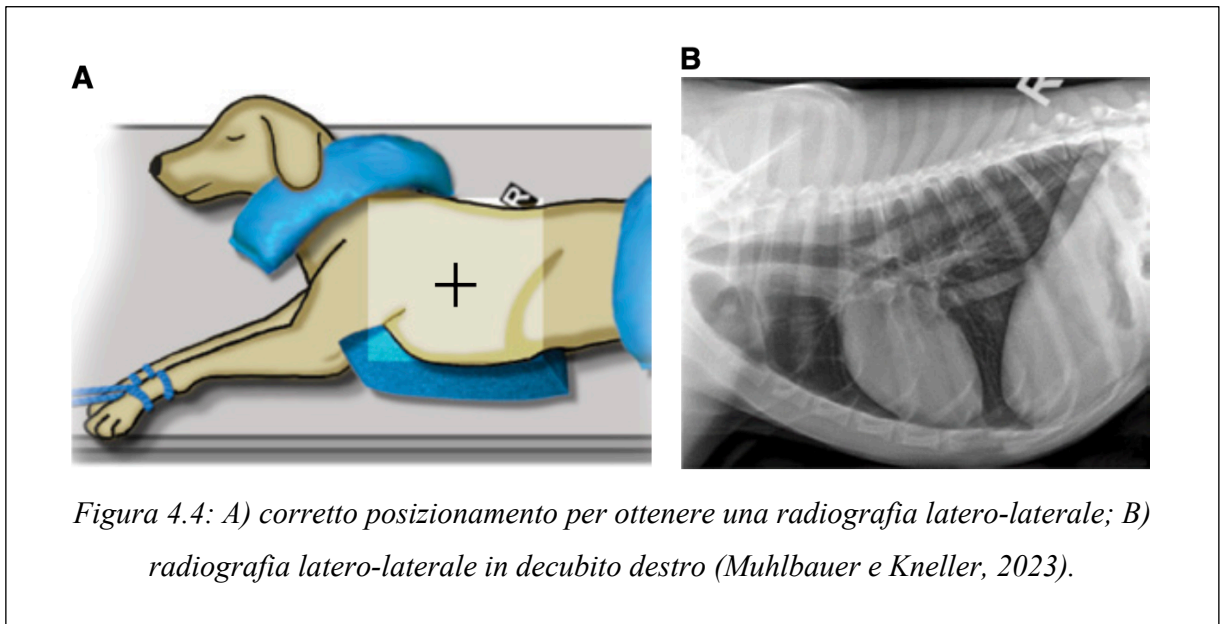 A
B
R
R
Figura 4.4: A) corretto posizionamento per ottenere una radiografia latero-laterale; B)
radiografia latero-laterale in decubito destro (Muhlbauer e Kneller, 2023).